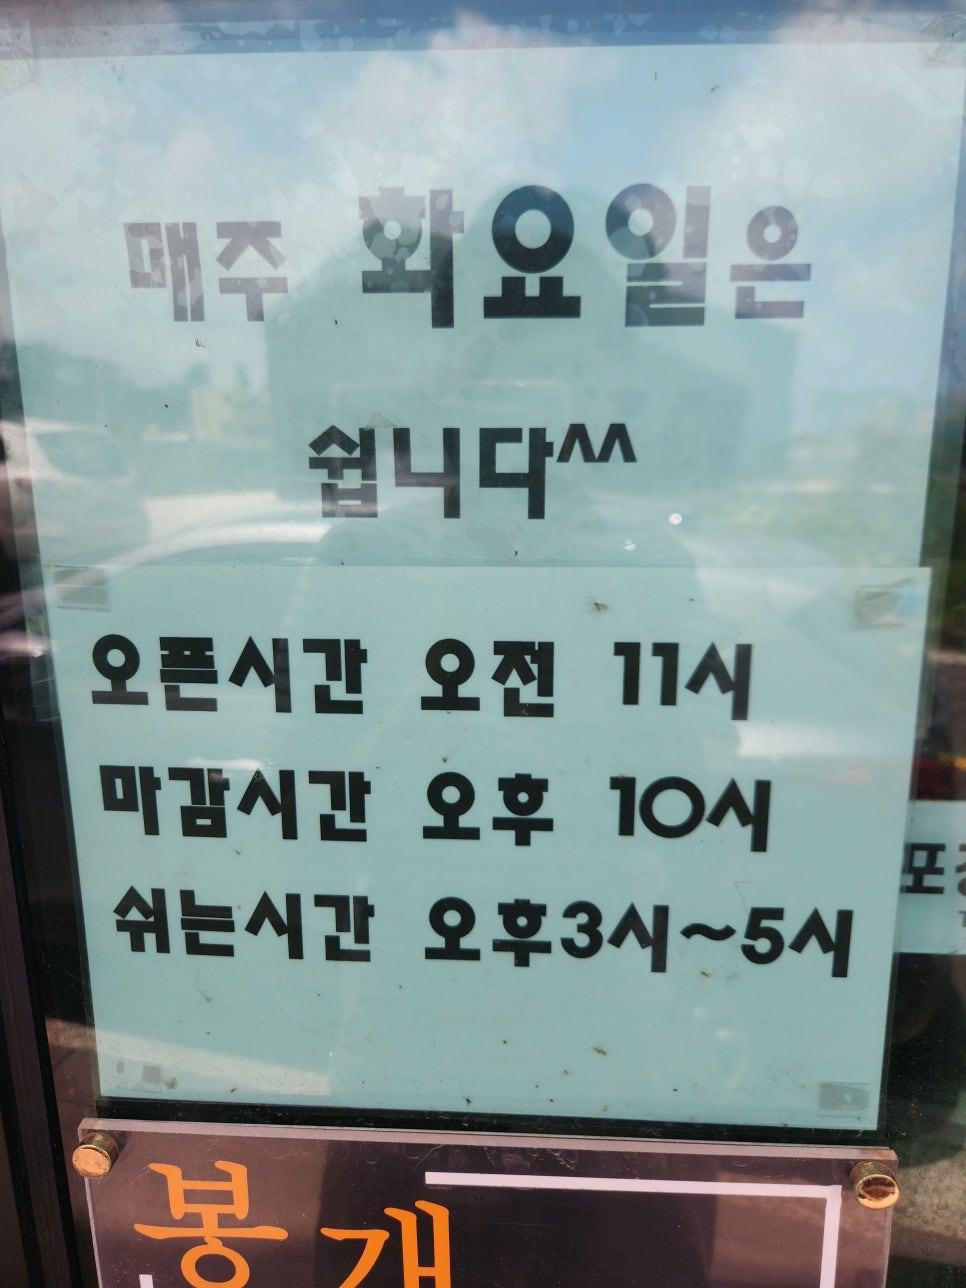 매주 화요일은
쉽니다^^
오픈시간 오전 11시
마감시간 오후 10시
쉬는시간 오후3시~5시
봉개